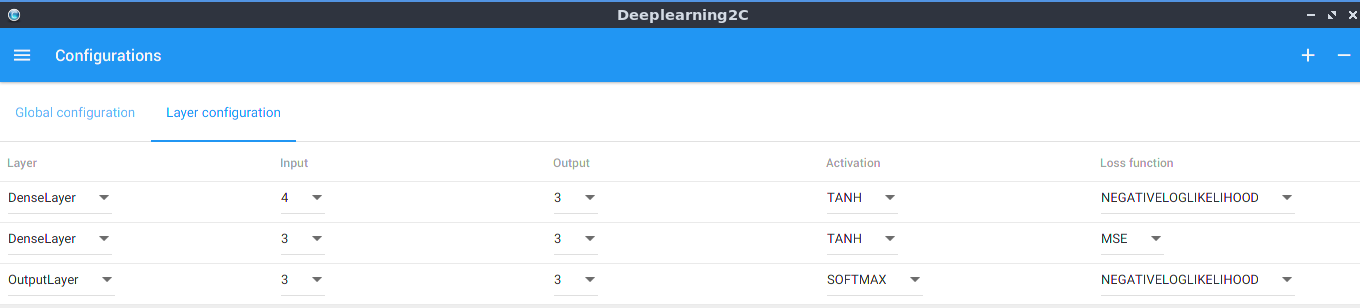 Deeplearning2C
Configurations
Global configuration Layer configuration
Layer Input Output Activation Loss function
DenseLayer 4 3 TANH NEGATIVELOGLIKELIHOOD
DenseLayer 3 3 TANH MSE
OutputLayer 3 3 SOFTMAX NEGATIVELOGLIKELIHOOD